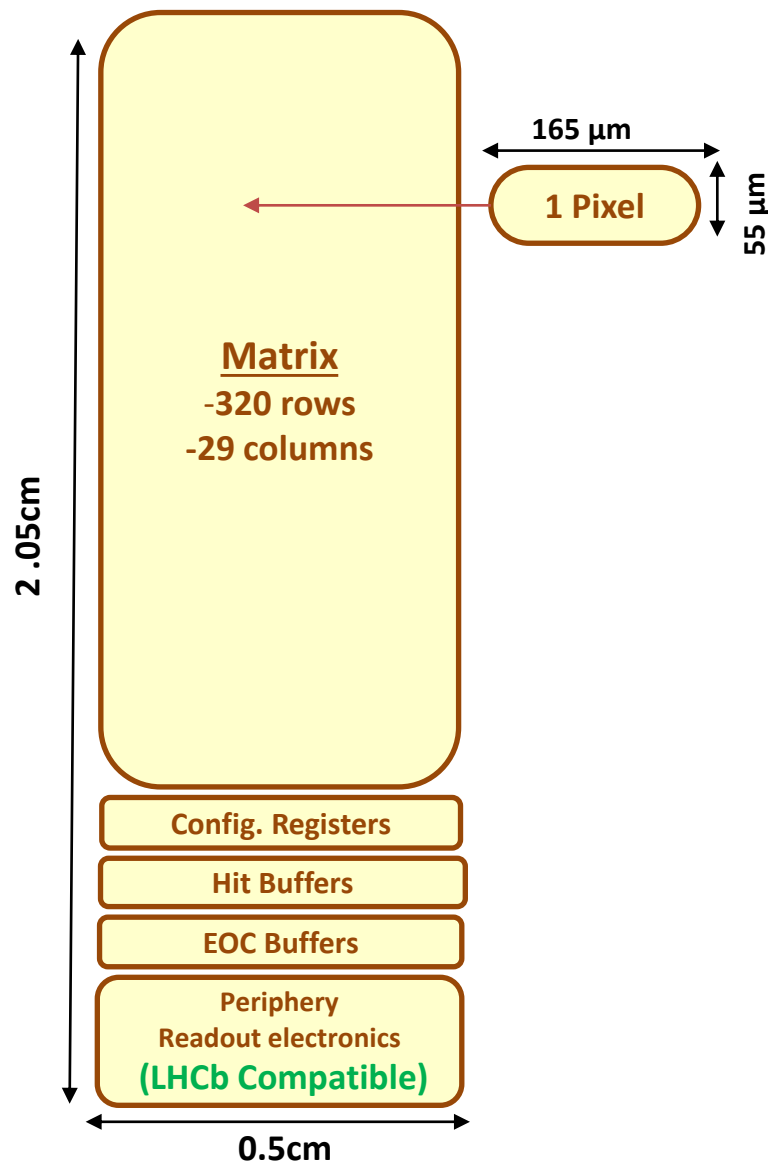 165 µm
1 Pixel
55 µm
Matrix
-320 rows
-29 columns
2 .05cm
Config. Registers
Hit Buffers
EOC Buffers
Periphery
Readout electronics
(LHCb Compatible)
0.5cm